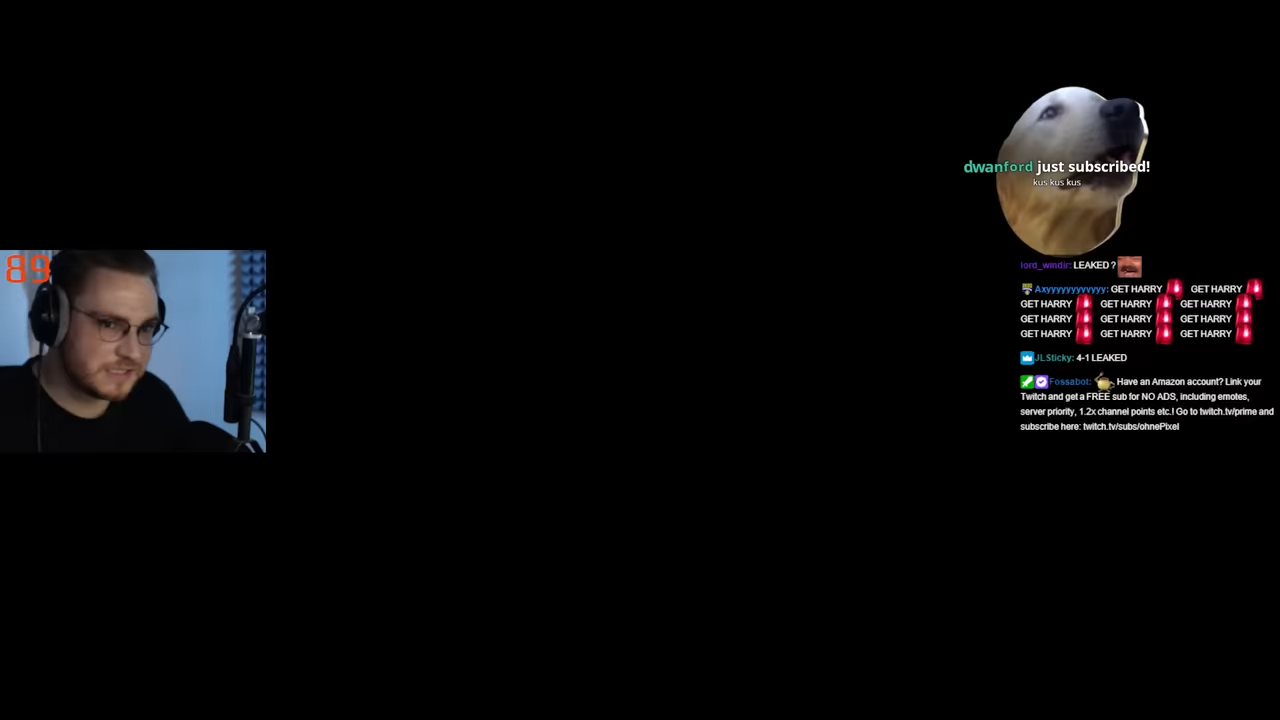 dwanford just subscribed!
kus kus kus
89
lord_windir: LEAKED ?
Axyyyyyyyyyyyy: GET HARRY GET HARRY
GET HARRY GET HARRY GET HARRY
GET HARRY GET HARRY GET HARRY
GET HARRY GET HARRY GET HARRY
JLSticky: 4-1 LEAKED
Fossabot: Have an Amazon account? Link your
Twitch and get a FREE sub for NO ADS, including emotes,
server priority, 1.2x channel points etc.! Go to twitch.tv/prime and
subscribe here: twitch.tv/subs/ohnePixel